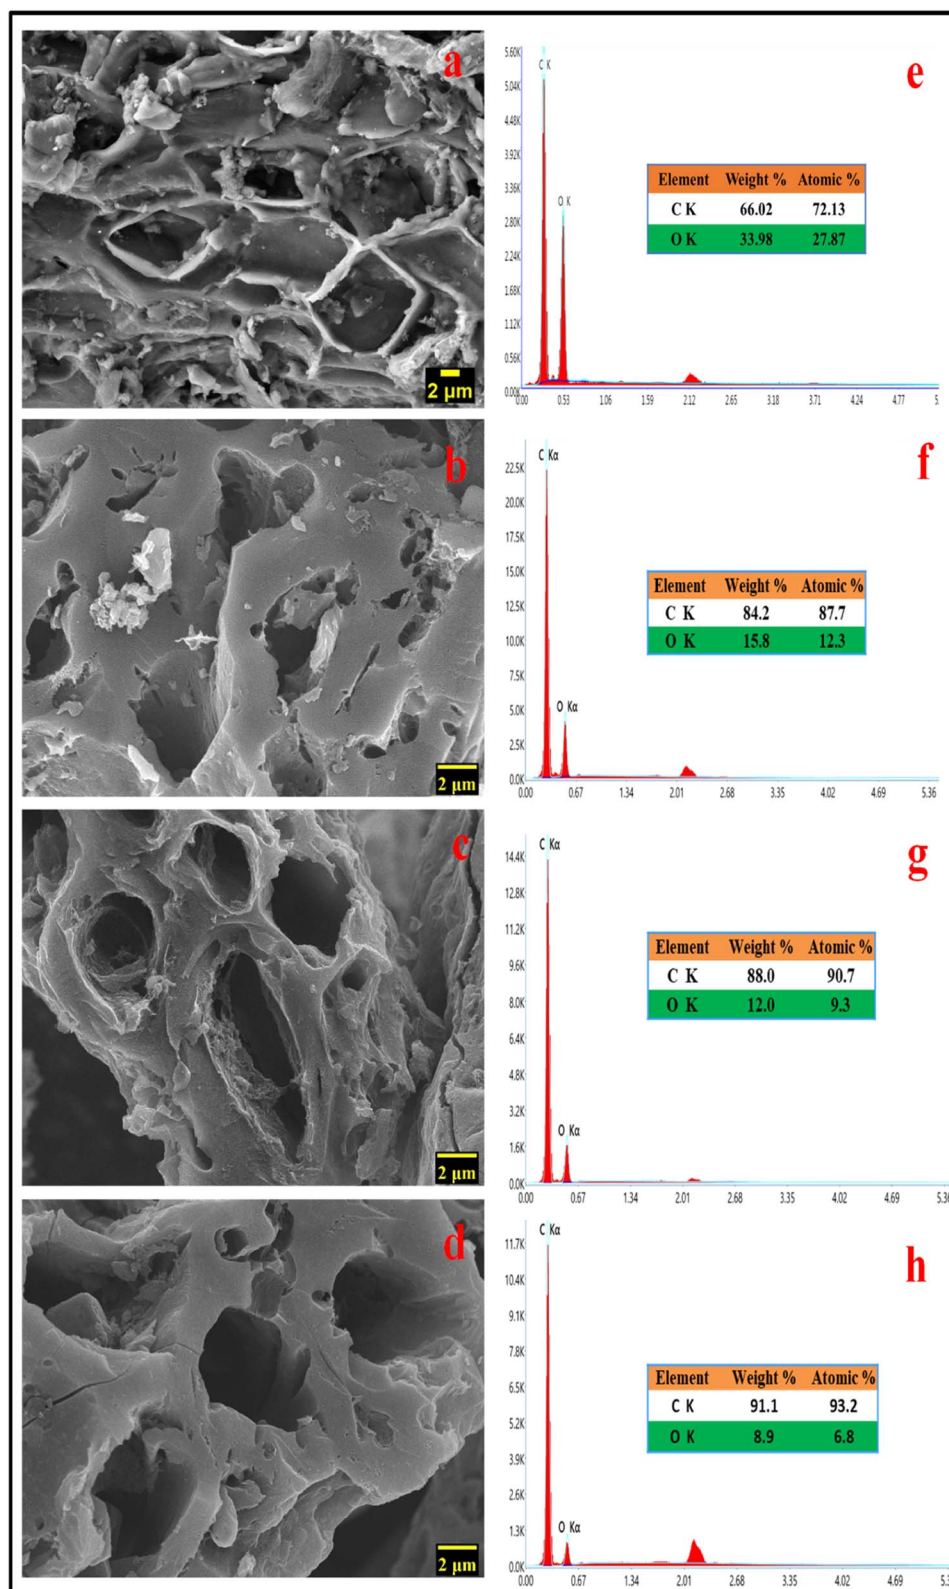 a
2 µm
e
5.60K
C K
5.04K
4.48K
3.92K
3.36K
O K
2.80K
2.24K
1.68K
1.12K
0.56K
0.00K
0.00 0.53 1.06 1.59 2.12 2.65 3.18 3.71 4.24 4.77 5.
Element Weight % Atomic %
C K 66.02 72.13
O K 33.98 27.87
b
2 µm
f
C Kα
22.5K
20.0K
17.5K
15.0K
12.5K
10.0K
7.5K
5.0K
O Kα
2.5K
0.0K
0.00 0.67 1.34 2.01 2.68 3.35 4.02 4.69 5.36
Element Weight % Atomic %
C K 84.2 87.7
O K 15.8 12.3
c
2 µm
g
C Kα
14.4K
12.8K
11.2K
9.6K
8.0K
6.4K
4.8K
3.2K
O Kα
1.6K
0.0K
0.00 0.67 1.34 2.01 2.68 3.35 4.02 4.69 5.36
Element Weight % Atomic %
C K 88.0 90.7
O K 12.0 9.3
d
2 µm
h
C Kα
11.7K
10.4K
9.1K
7.8K
6.5K
5.2K
3.9K
2.6K
1.3K
O Kα
0.0K
0.00 0.67 1.34 2.01 2.68 3.35 4.02 4.69 5.3
Element Weight % Atomic %
C K 91.1 93.2
O K 8.9 6.8